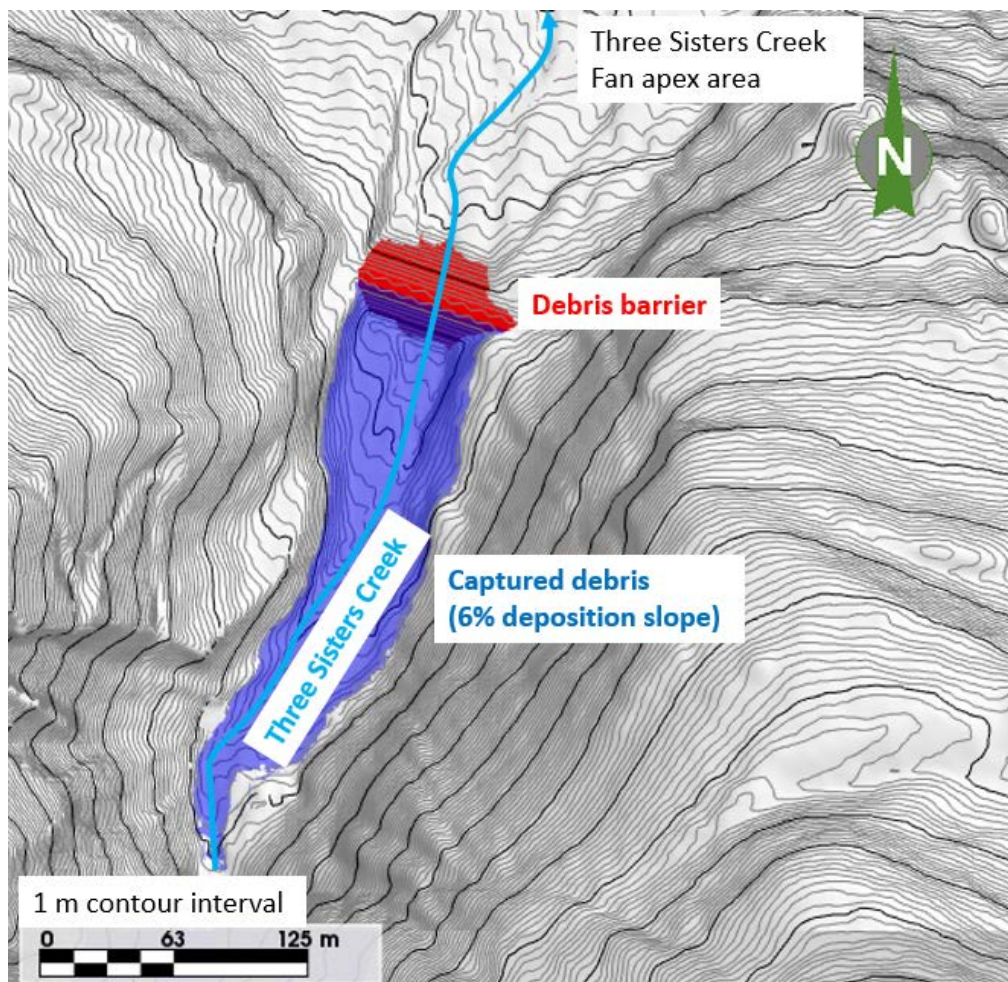 Three Sisters Creek
Fan apex area
N
Debris barrier
Captured debris
(6% deposition slope)
Three Sisters Creek
1 m contour interval
0 63 125 m